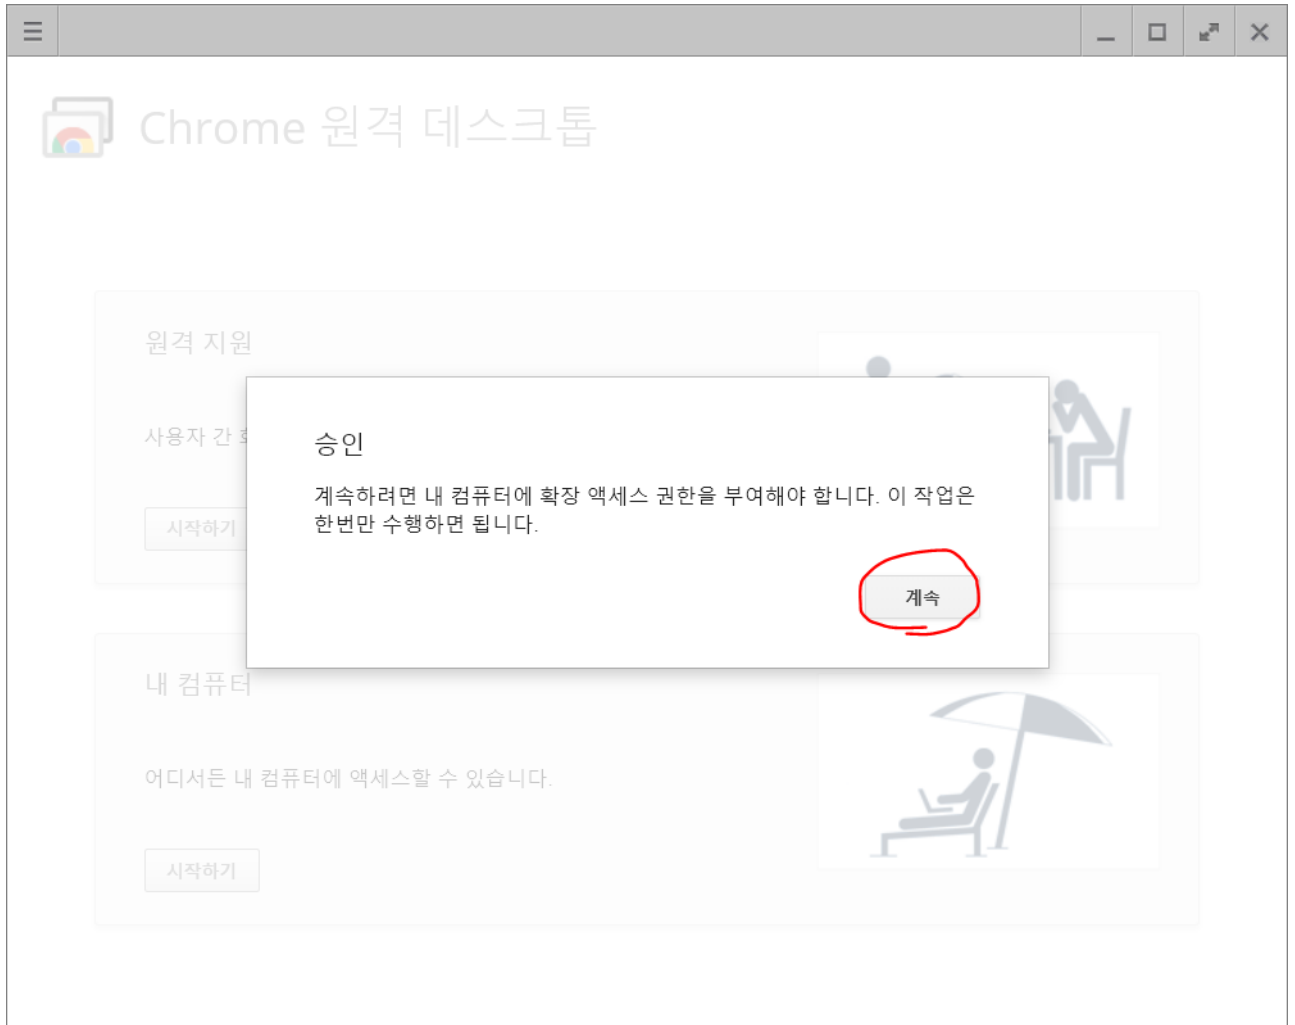 Chrome 원격 데스크톱
원격 지원
사용자 간
시작하기
승인
계속하려면 내 컴퓨터에 확장 액세스 권한을 부여해야 합니다. 이 작업은
한번만 수행하면 됩니다.
계속
내 컴퓨터
어디서든 내 컴퓨터에 액세스할 수 있습니다.
시작하기